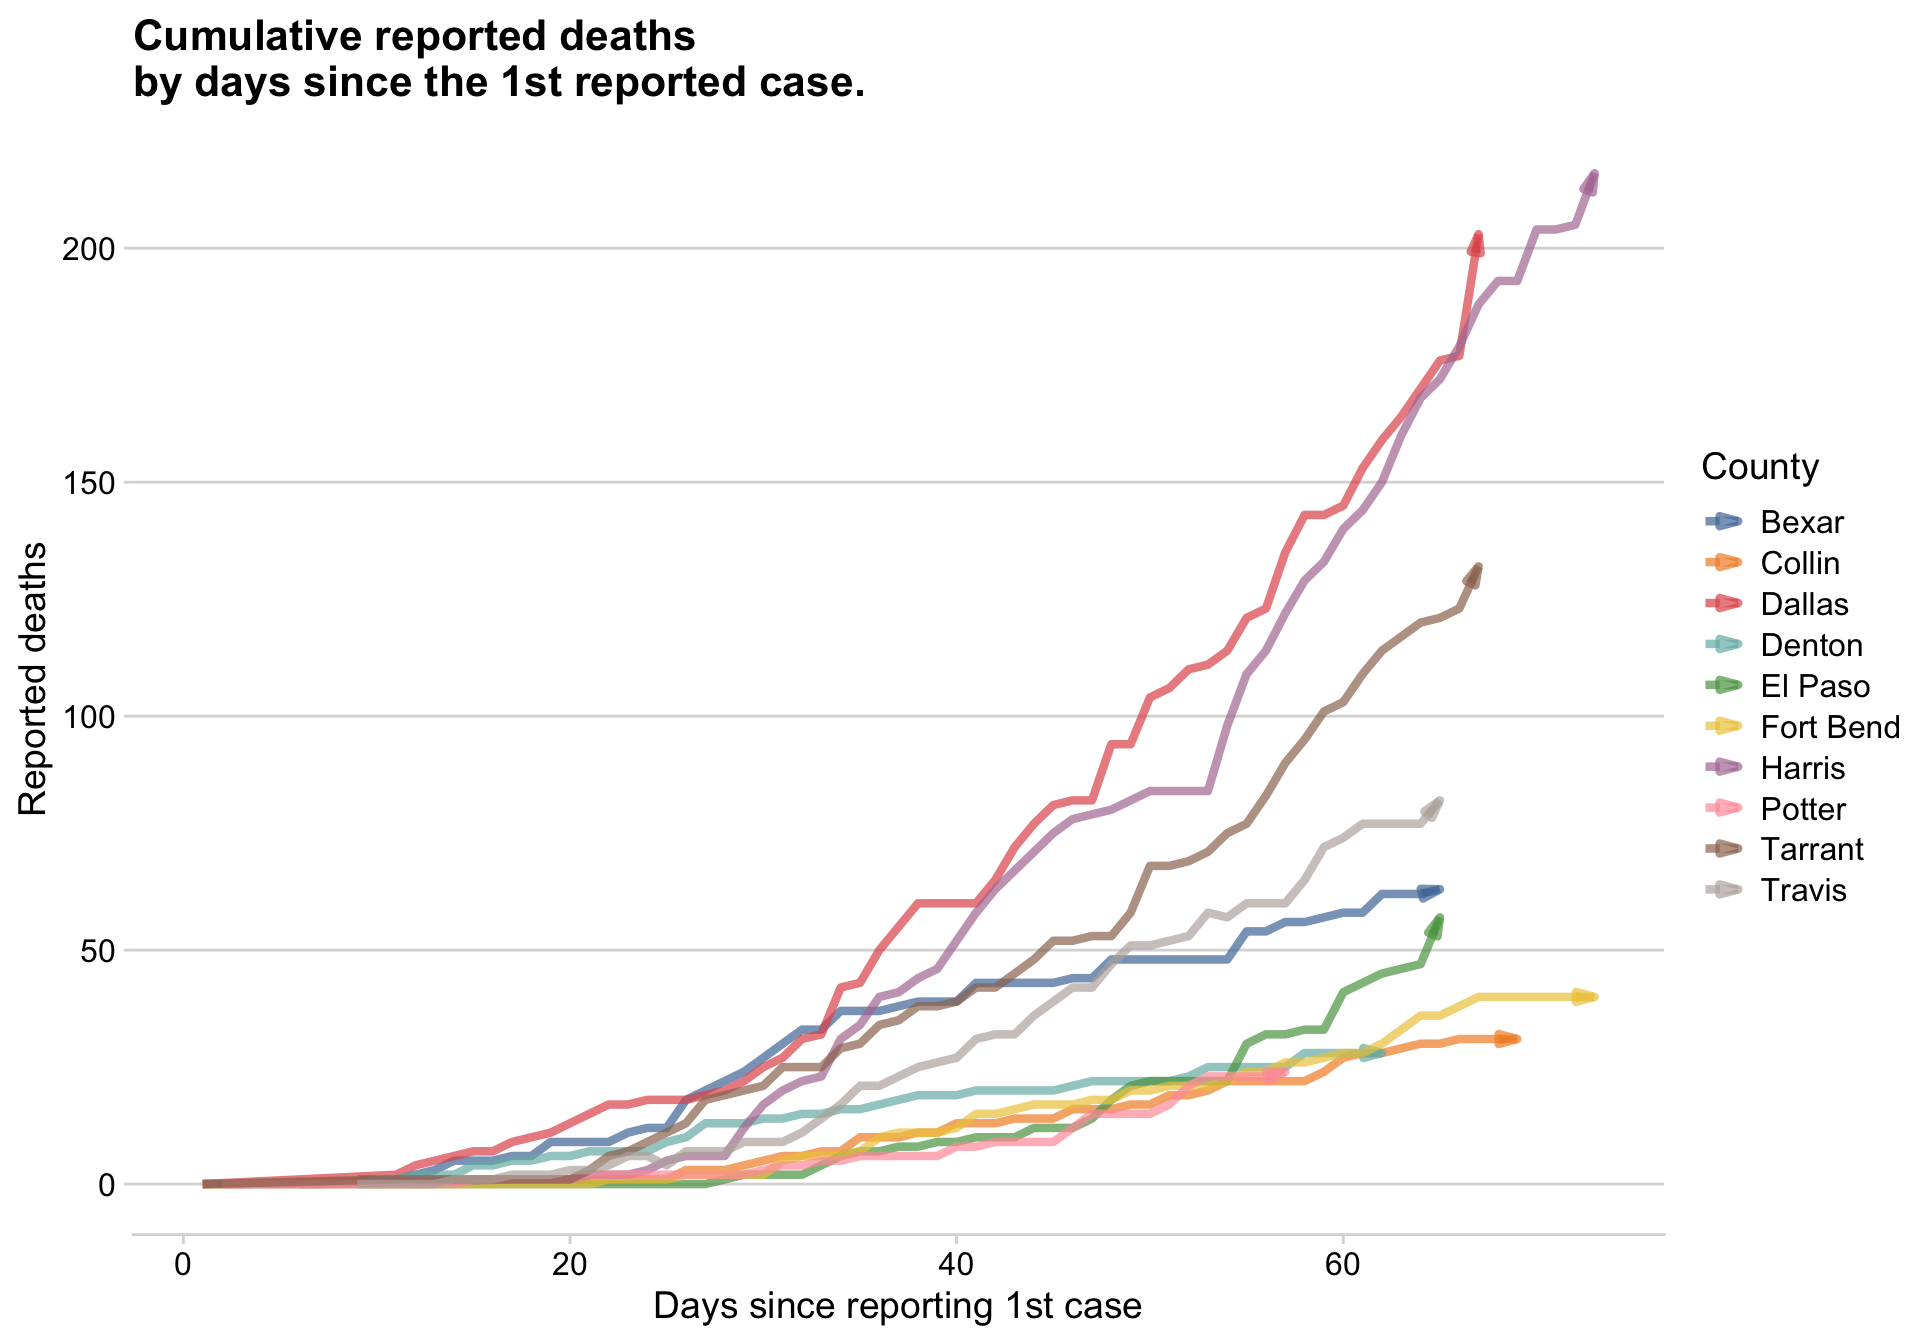 Cumulative reported deaths
by days since the 1st reported case.
200
150
100
50
0
Reported deaths
0 20 40 60
Days since reporting 1st case
County
Bexar
Collin
Dallas
Denton
El Paso
Fort Bend
Harris
Potter
Tarrant
Travis